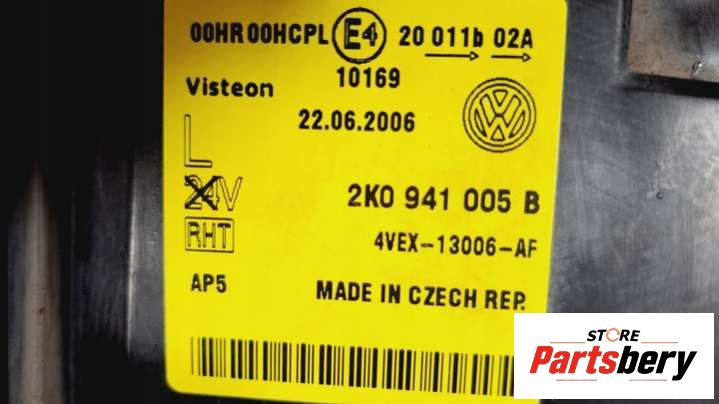 00HR00HCPL E4 20 011b 02A
10169
Visteon
22.06.2006
L
24V
2K0 941 005 B
RHT
4VEX-13006-AF
AP5
MADE IN CZECH REP.
STORE
Partsbery